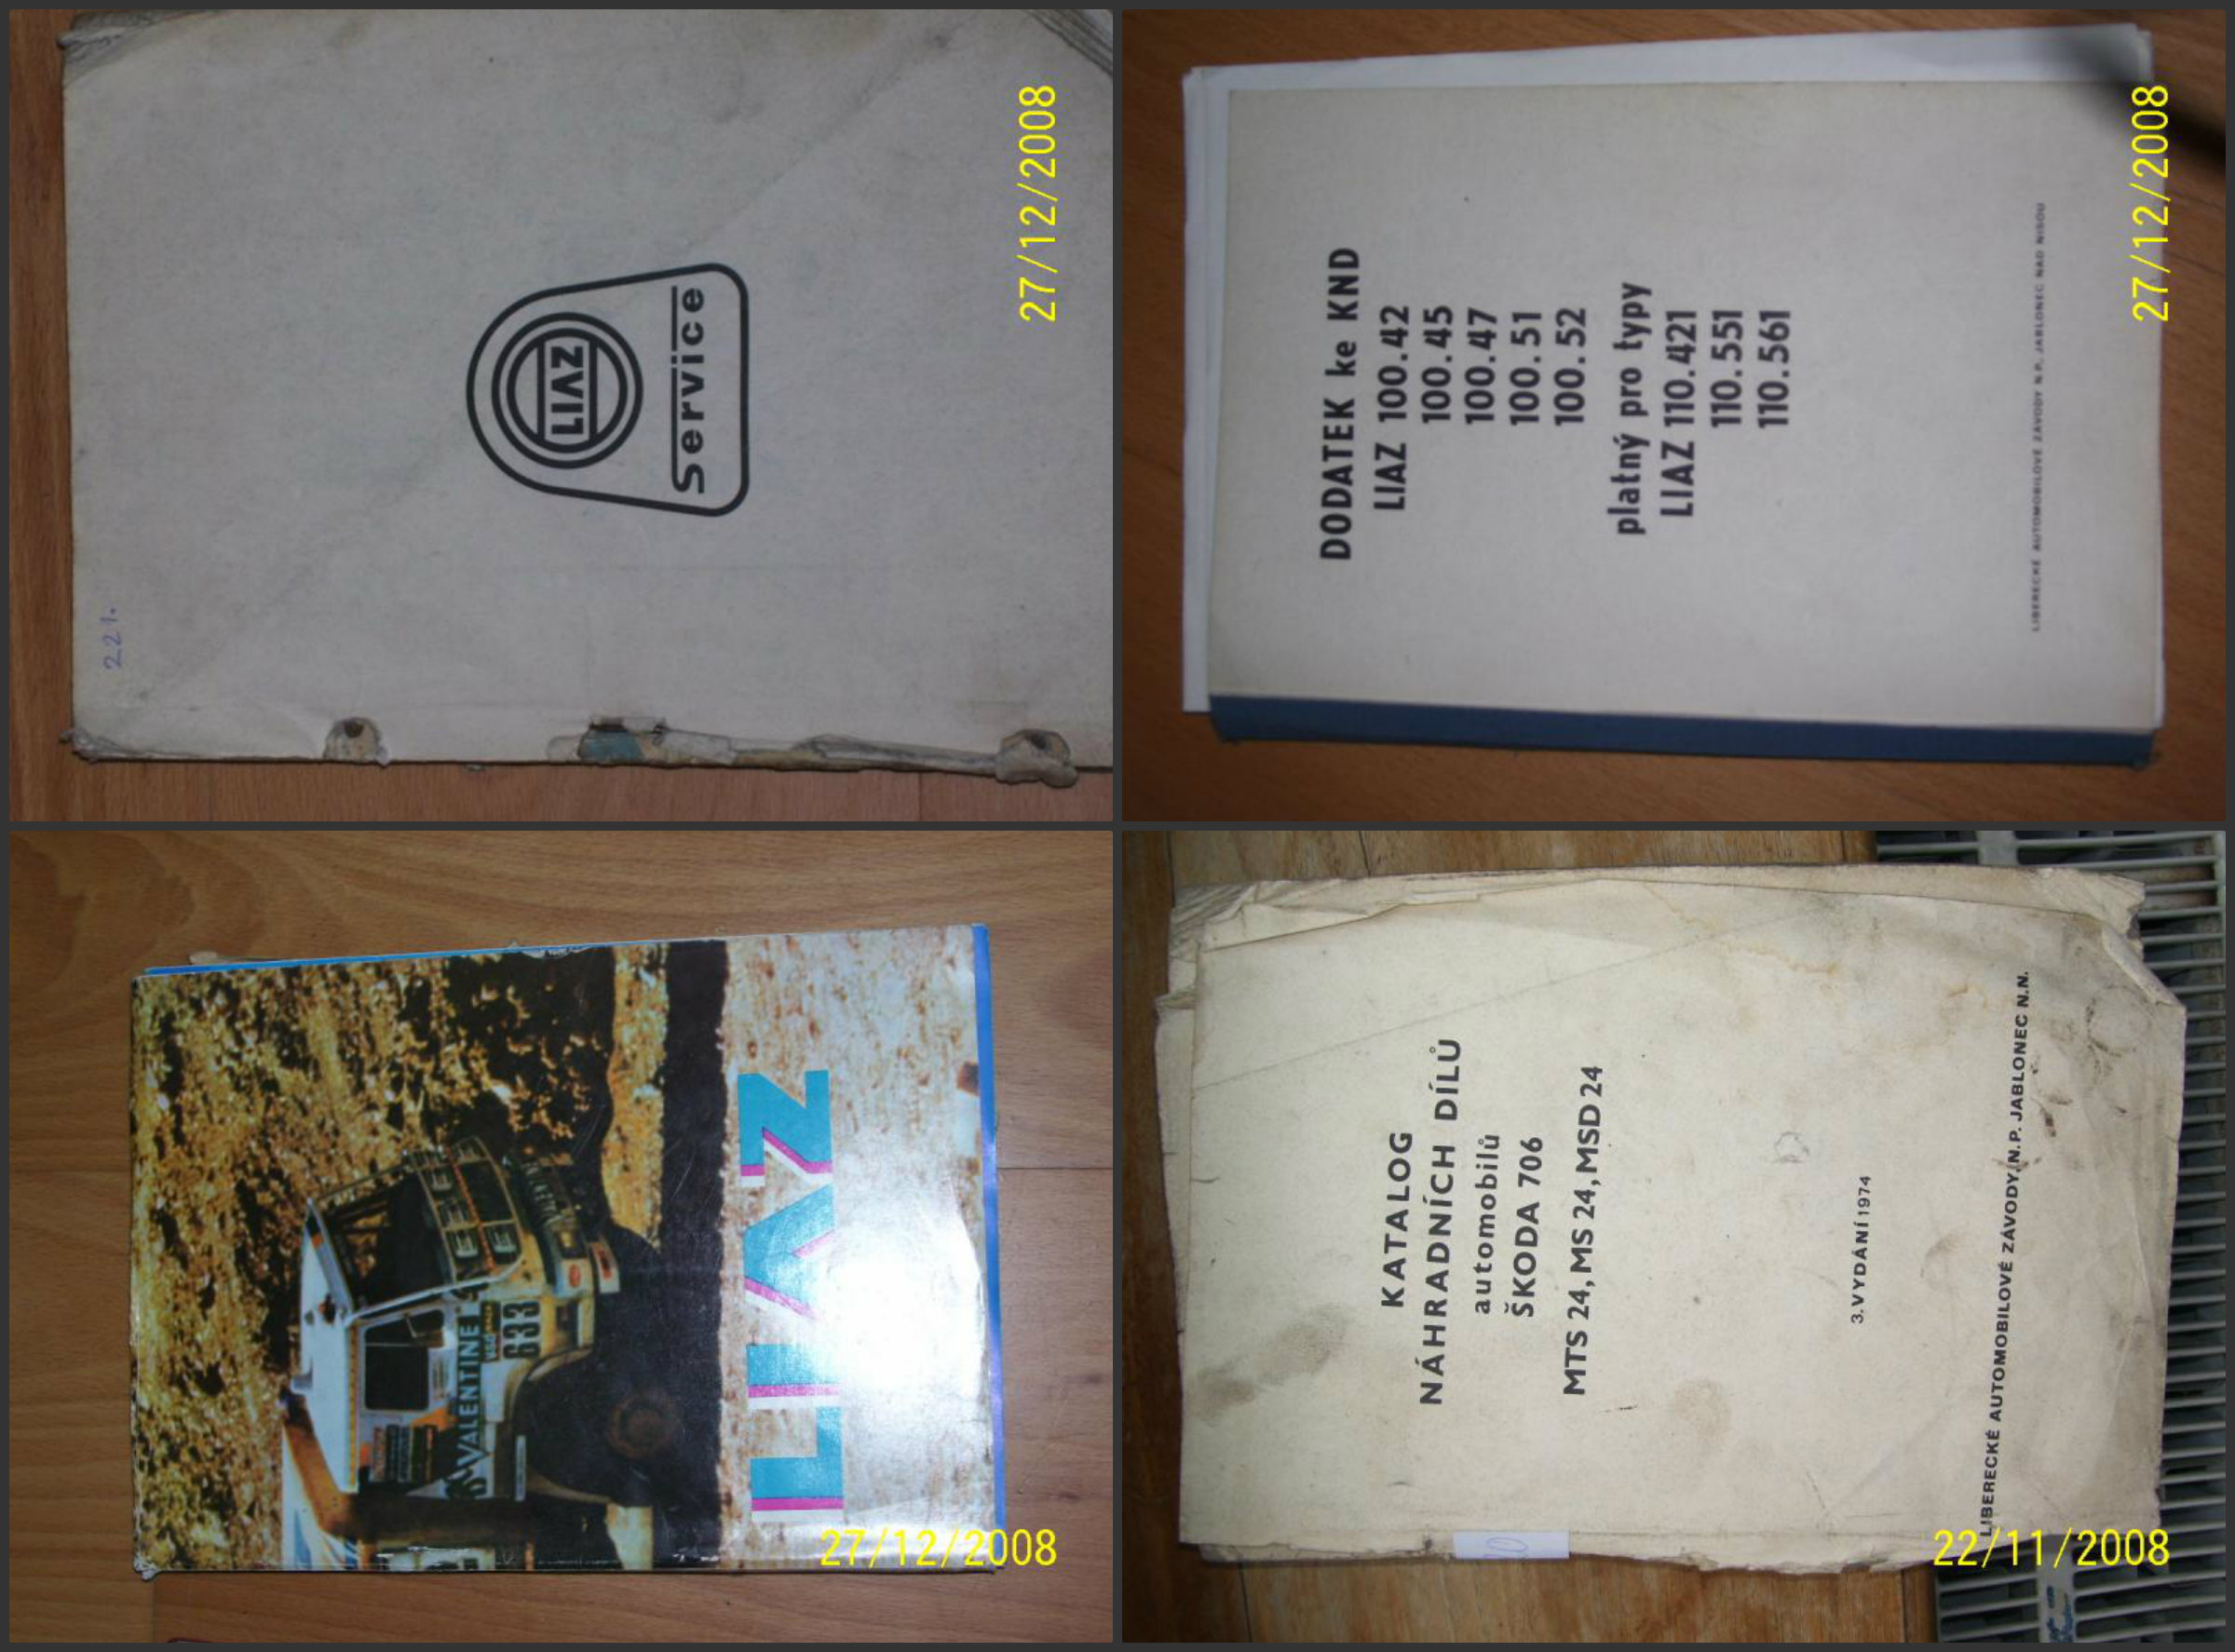 221.
LIAZ
Service
27/12/2008
DODATEK ke KND
LIAZ 100.42
100.45
100.47
100.51
100.52
platný pro typy
LIAZ 110.421
110.551
110.561
LIBERECKÉ AUTOMOBILOVÉ ZÁVODY N.P. JABLONEC NAD NISOU
27/12/2008
VALENTINE
633
LIAZ
27/12/2008
KATALOG
NÁHRADNÍCH DÍLŮ
automobilů
ŠKODA 706
MTS 24, MS 24, MSD 24
3. VYDÁNÍ 1974
LIBERECKÉ AUTOMOBILOVÉ ZÁVODY, N. P. JABLONEC N.N.
22/11/2008